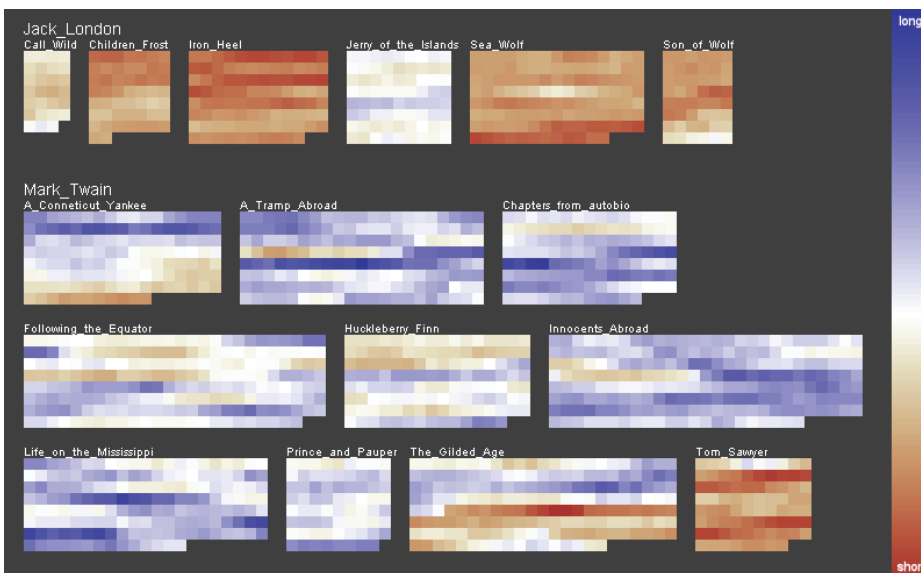 Jack_London
Call_Wild Children_Frost Iron_Heel Jerry_of_the_Islands Sea_Wolf Son_of_Wolf
Mark_Twain
A_Conneticut_Yankee A_Tramp_Abroad Chapters_from_autobio
Following_the_Equator Huckleberry_Finn Innocents_Abroad
Life_on_the_Mississippi Prince_and_Pauper The_Gilded_Age Tom_Sawyer
long
shor